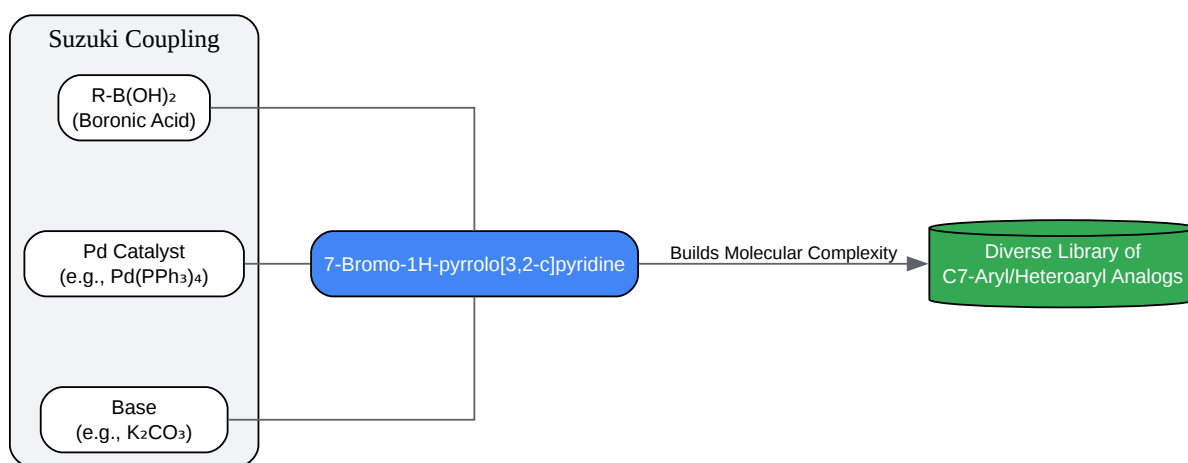 Suzuki Coupling
R-B(OH)₂
(Boronic Acid)
Pd Catalyst
(e.g., Pd(PPh₃)₄)
Base
(e.g., K₂CO₃)
7-Bromo-1H-pyrrolo[3,2-c]pyridine
Builds Molecular Complexity
Diverse Library of
C7-Aryl/Heteroaryl Analogs